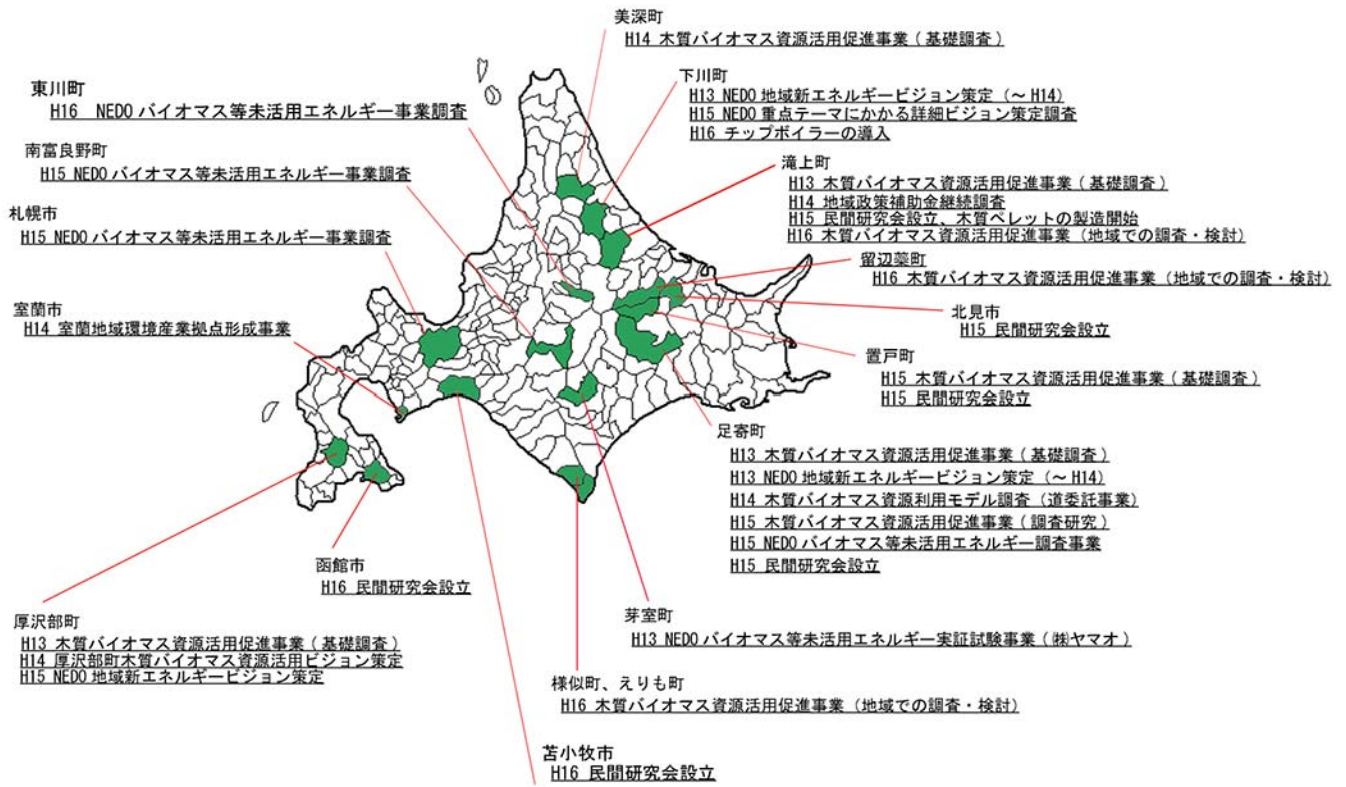 美深町
H14 木質バイオマス資源活用促進事業(基礎調査)
下川町
H13 NEDO 地域新エネルギービジョン策定(~H14)
H15 NEDO 重点テーマにかかる詳細ビジョン策定調査
H16 チップボイラーの導入
滝上町
H13 木質バイオマス資源活用促進事業(基礎調査)
H14 地域政策補助金継続調査
H15 民間研究会設立、木質ペレットの製造開始
H16 木質バイオマス資源活用促進事業(地域での調査・検討)
留辺蘂町
H16 木質バイオマス資源活用促進事業(地域での調査・検討)
北見市
H15 民間研究会設立
置戸町
H15 木質バイオマス資源活用促進事業(基礎調査)
H15 民間研究会設立
足寄町
H13 木質バイオマス資源活用促進事業(基礎調査)
H13 NEDO 地域新エネルギービジョン策定(~H14)
H14 木質バイオマス資源利用モデル調査(道委託事業)
H15 木質バイオマス資源活用促進事業(調査研究)
H15 NEDO バイオマス等未活用エネルギー調査事業
H15 民間研究会設立
芽室町
H13 NEDO バイオマス等未活用エネルギー実証試験事業(㈱ヤマオ)
様似町、えりも町
H16 木質バイオマス資源活用促進事業(地域での調査・検討)
苫小牧市
H16 民間研究会設立
東川町
H16 NEDO バイオマス等未活用エネルギー事業調査
南富良野町
H15 NEDO バイオマス等未活用エネルギー事業調査
札幌市
H15 NEDO バイオマス等未活用エネルギー事業調査
室蘭市
H14 室蘭地域環境産業拠点形成事業
函館市
H16 民間研究会設立
厚沢部町
H13 木質バイオマス資源活用促進事業(基礎調査)
H14 厚沢部町木質バイオマス資源活用ビジョン策定
H15 NEDO 地域新エネルギービジョン策定